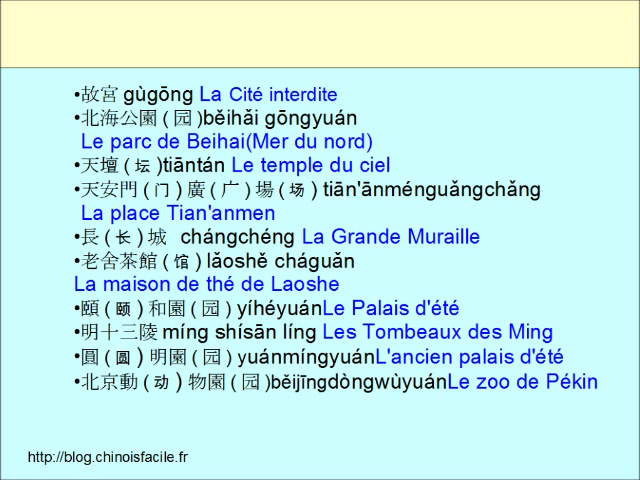 •故宮 gùgōng La Cité interdite
•北海公園 ( 园 )běihǎi gōngyuán
Le parc de Beihai(Mer du nord)
•天壇 ( 坛 )tiāntán Le temple du ciel
•天安門 ( 门 ) 廣 ( 广 ) 場 ( 场 ) tiān'ānménguǎngchǎng
La place Tian'anmen
•長 ( 长 ) 城 chángchéng La Grande Muraille
•老舍茶館 ( 馆 ) lǎoshě cháguǎn
La maison de thé de Laoshe
•頤 ( 颐 ) 和園 ( 园 ) yíhéyuánLe Palais d'été
•明十三陵 míng shísān líng Les Tombeaux des Ming
•圓 ( 圆 ) 明園 ( 园 ) yuánmíngyuánL'ancien palais d'été
•北京動 ( 动 ) 物園 ( 园 )běijīngdòngwùyuánLe zoo de Pékin
http://blog.chinoisfacile.fr